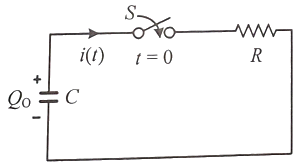 S
i(t) t = 0 R
+
Q₀ C
−